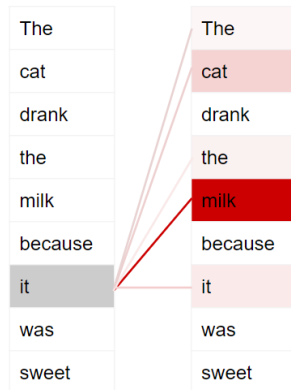 The The
cat cat
drank drank
the the
milk milk
because because
it it
was was
sweet sweet